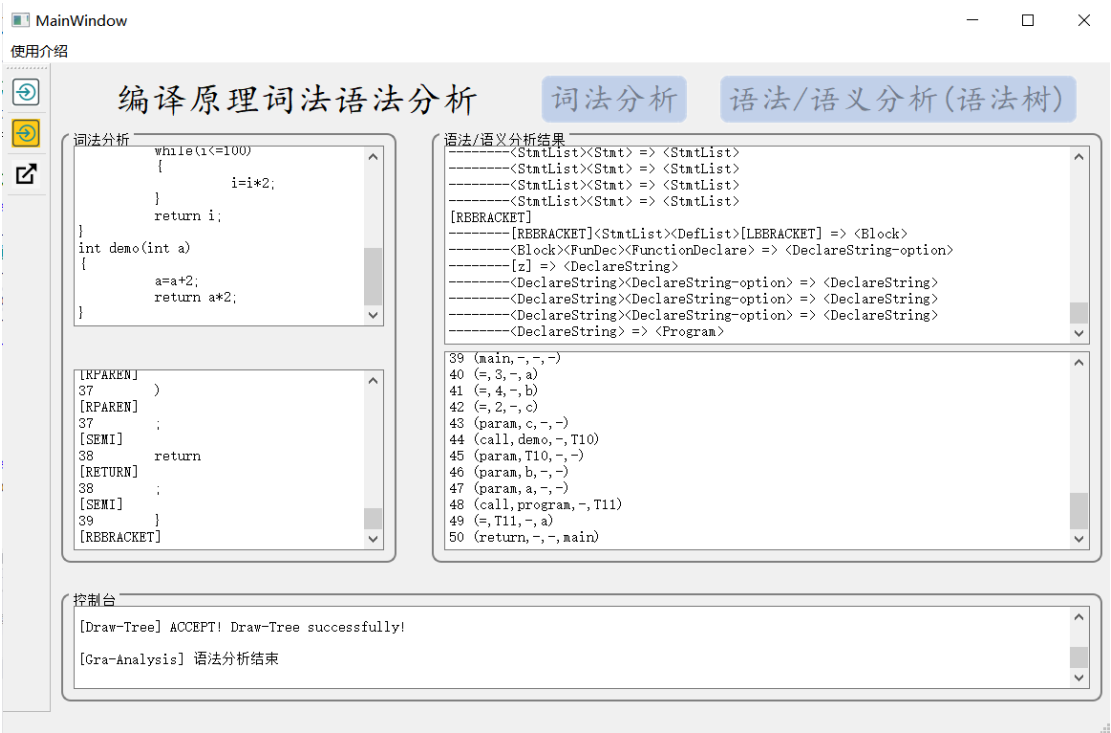 MainWindow
使用介绍
编译原理词法语法分析
词法分析
语法/语义分析(语法树)
词法分析
while(i<=100)
{
i=i*2;
}
return i;
}
int demo(int a)
{
a=a+2;
return a*2;
}
[RPAREN]
37 )
[RPAREN]
37 ;
[SEMI]
38 return
[RETURN]
38 ;
[SEMI]
39 }
[RBBRACKET]
语法/语义分析结果
--------<StmtList><Stmt> => <StmtList>
--------<StmtList><Stmt> => <StmtList>
--------<StmtList><Stmt> => <StmtList>
--------<StmtList><Stmt> => <StmtList>
[RBBRACKET]
--------[RBBRACKET]<StmtList><DefList>[LBBRACKET] => <Block>
--------<Block><FunDec><FunctionDeclare> => <DeclareString-option>
--------[z] => <DeclareString>
--------<DeclareString><DeclareString-option> => <DeclareString>
--------<DeclareString><DeclareString-option> => <DeclareString>
--------<DeclareString><DeclareString-option> => <DeclareString>
--------<DeclareString> => <Program>
39 (main,-,-,-)
40 (=,3,-,a)
41 (=,4,-,b)
42 (=,2,-,c)
43 (param,c,-,-)
44 (call,demo,-,T10)
45 (param,T10,-,-)
46 (param,b,-,-)
47 (param,a,-,-)
48 (call,program,-,T11)
49 (=,T11,-,a)
50 (return,-,-,main)
控制台
[Draw-Tree] ACCEPT! Draw-Tree successfully!
[Gra-Analysis] 语法分析结束